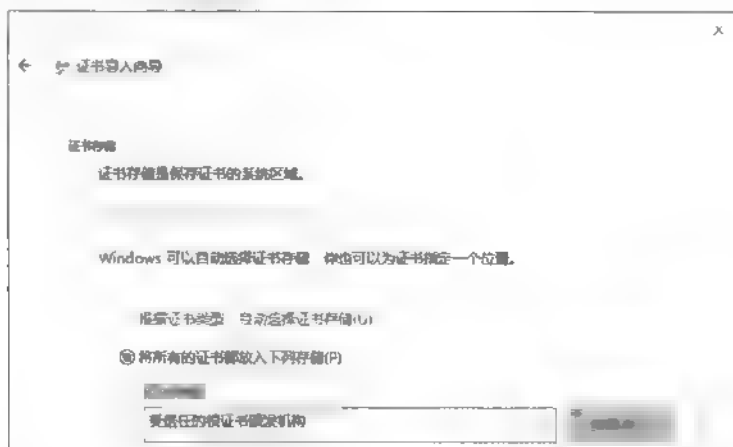 证书导入向导
证书存储
证书存储是保存证书的系统区域。
Windows 可以自动选择证书存储，你也可以为证书指定一个位置。
根据证书类型，自动选择证书存储(U)
将所有的证书都放入下列存储(P)
受信任的根证书颁发机构